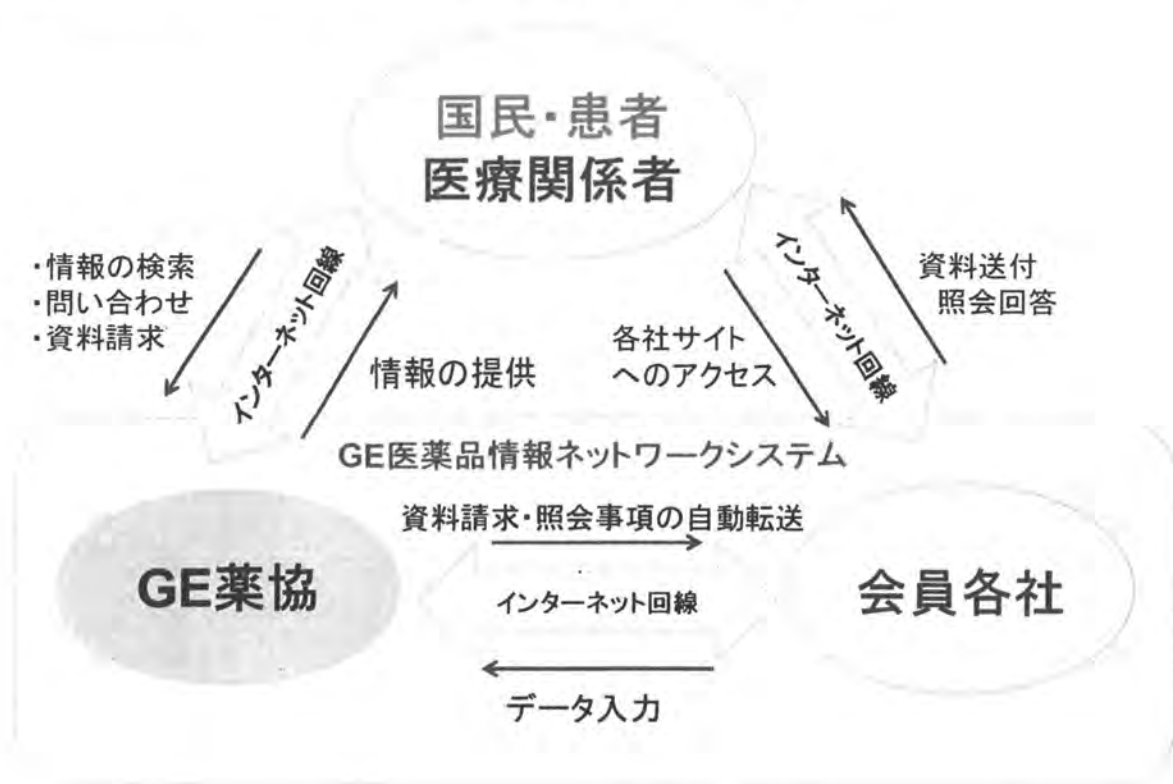 国民・患者
医療関係者
・情報の検索
・問い合わせ
・資料請求
インターネット回線
情報の提供
各社サイト
へのアクセス
インターネット回線
資料送付
照会回答
GE医薬品情報ネットワークシステム
資料請求・照会事項の自動転送
GE薬協
インターネット回線
会員各社
データ入力